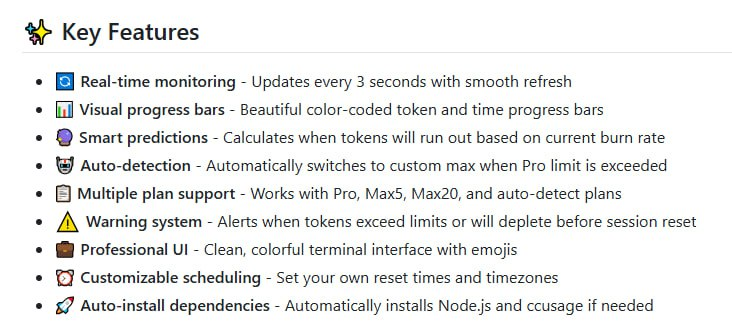 ✨ Key Features
• 🔄 Real-time monitoring - Updates every 3 seconds with smooth refresh
• 📊 Visual progress bars - Beautiful color-coded token and time progress bars
• 🔮 Smart predictions - Calculates when tokens will run out based on current burn rate
• 🤖 Auto-detection - Automatically switches to custom max when Pro limit is exceeded
• 📋 Multiple plan support - Works with Pro, Max5, Max20, and auto-detect plans
• ⚠️ Warning system - Alerts when tokens exceed limits or will deplete before session reset
• 💼 Professional UI - Clean, colorful terminal interface with emojis
• ⏰ Customizable scheduling - Set your own reset times and timezones
• 🚀 Auto-install dependencies - Automatically installs Node.js and ccusage if needed